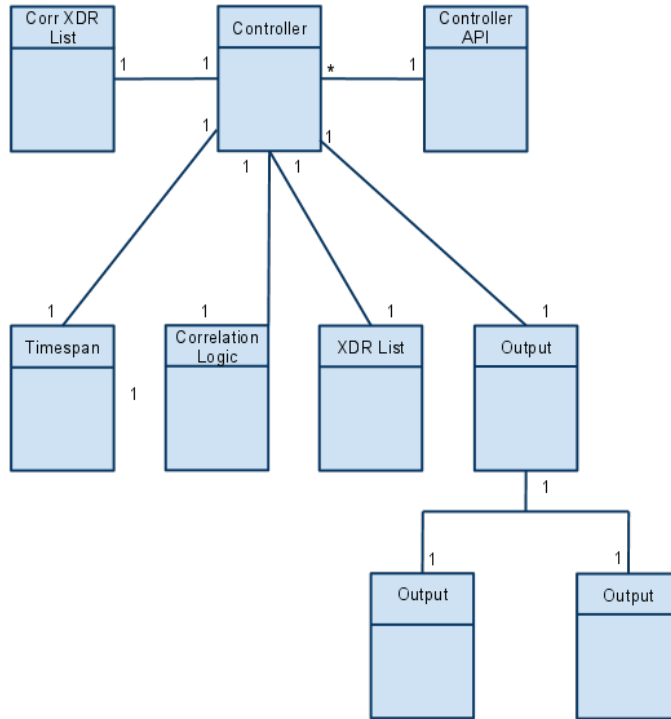 Corr XDR
List
Controller
Controller
API
1
1
*
1
1
1
1
1
1
1
1
1
Timespan
Correlation
Logic
XDR List
Output
1
1
1
1
Output
Output